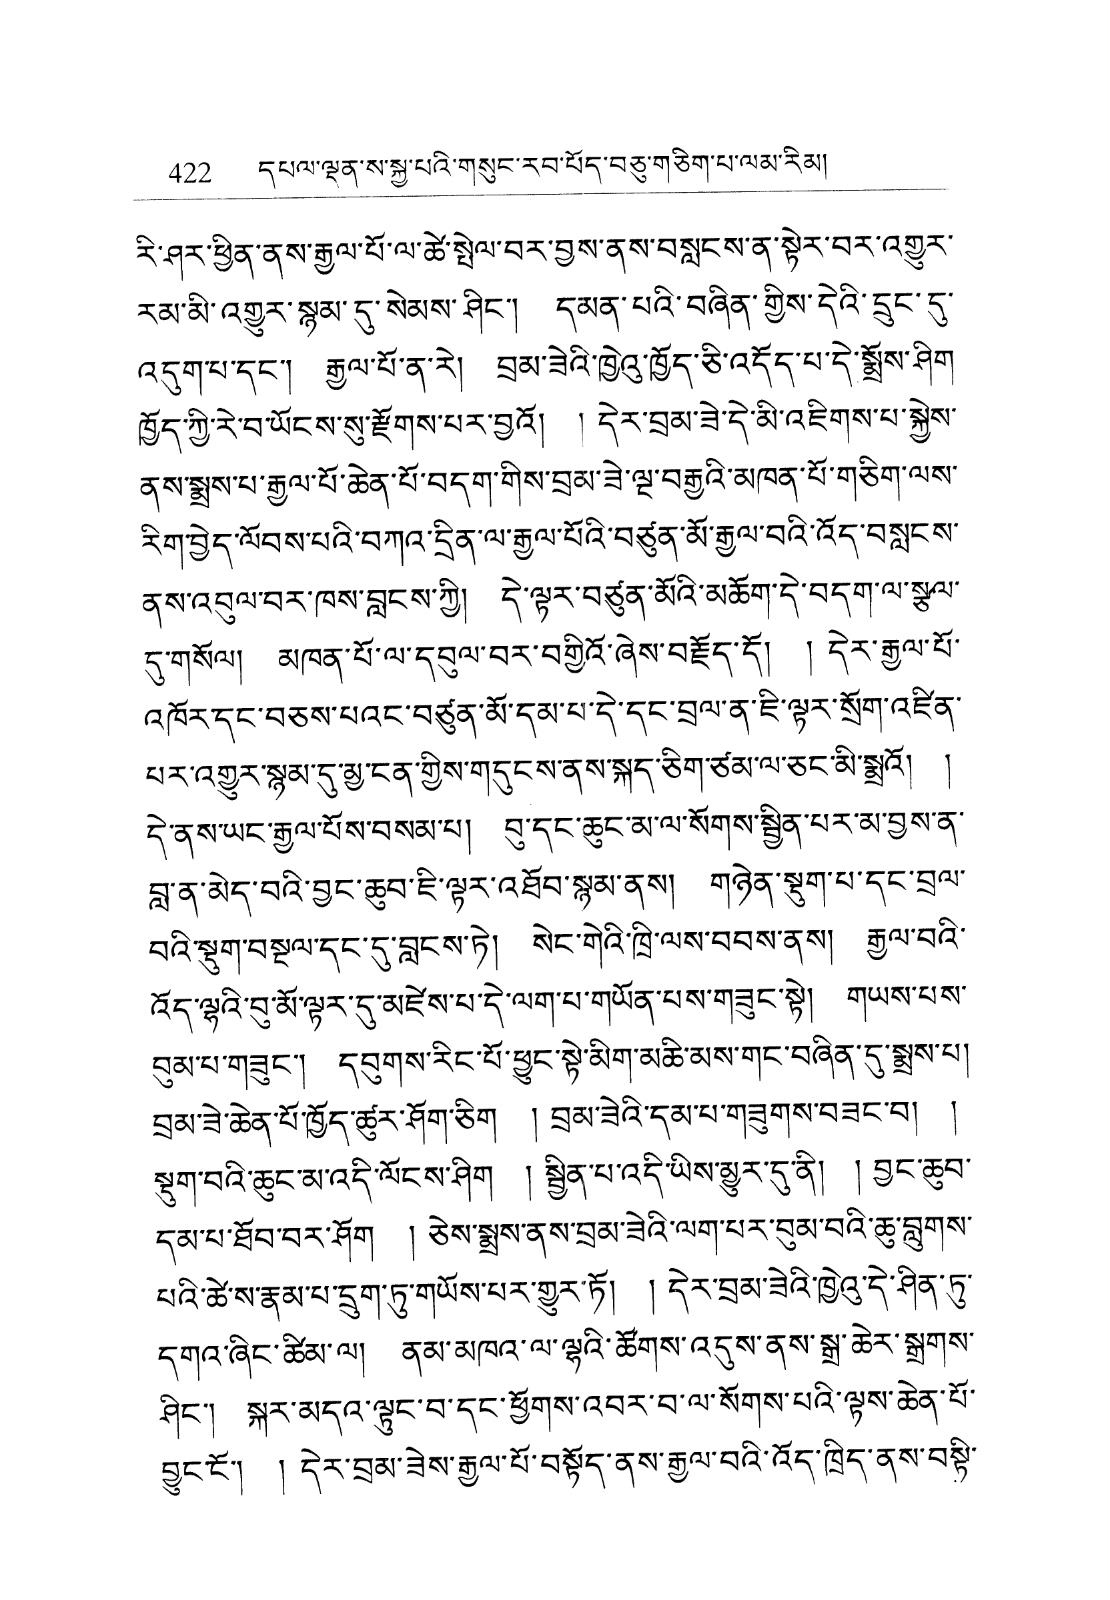 422 དཔལ་ལྡན་ས་སྐྱ་པའི་གསུང་རབ་པོད་བཅུ་གཅིག་པ་ལམ་རིམ།
རི་ཤར་ཕྱིན་ནས་རྒྱལ་པོ་ལ་ཚེ་སྤེལ་བར་བྱས་ནས་བསླངས་ན་སྟེར་བར་འགྱུར་
རམ་མི་འགྱུར་སྙམ་དུ་སེམས་ཤིང་། དམན་པའི་བཞིན་གྱིས་དེའི་དྲུང་དུ་
འདུག་པ་དང་། རྒྱལ་པོ་ན་རེ། བྲམ་ཟེའི་ཁྱེའུ་ཁྱོད་ཅི་འདོད་པ་དེ་སྨྲོས་ཤིག
ཁྱོད་ཀྱི་རེ་བ་ཡོངས་སུ་རྫོགས་པར་བྱའོ། །དེར་བྲམ་ཟེ་དེ་མི་འཇིགས་པ་སྐྱེས་
ནས་སྨྲས་པ་རྒྱལ་པོ་ཆེན་པོ་བདག་གིས་བྲམ་ཟེ་ལྔ་བརྒྱའི་མཁན་པོ་གཅིག་ལས་
རིག་བྱེད་ལོབས་པའི་བཀའ་དྲིན་ལ་རྒྱལ་པོའི་བཙུན་མོ་རྒྱལ་བའི་འོད་བསླངས་
ནས་འབུལ་བར་ཁས་བླངས་ཀྱི། དེ་ལྟར་བཙུན་མོའི་མཆོག་དེ་བདག་ལ་སྩལ་
དུ་གསོལ། མཁན་པོ་ལ་དབུལ་བར་བགྱིའོ་ཞེས་བརྗོད་དོ། །དེར་རྒྱལ་པོ་
འཁོར་དང་བཅས་པའང་བཙུན་མོ་དམ་པ་དེ་དང་བྲལ་ན་ཇི་ལྟར་སྲོག་འཛིན་
པར་འགྱུར་སྙམ་དུ་མྱ་ངན་གྱིས་གདུངས་ནས་སྐད་ཅིག་ཙམ་ལ་ཅང་མི་སྨྲའོ། །
དེ་ནས་ཡང་རྒྱལ་པོས་བསམ་པ། བུ་དང་ཆུང་མ་ལ་སོགས་སྦྱིན་པར་མ་བྱས་ན་
བླ་ན་མེད་བའི་བྱང་ཆུབ་ཇི་ལྟར་འཐོབ་སྙམ་ནས། གཉེན་སྡུག་པ་དང་བྲལ་
བའི་སྡུག་བསྔལ་དང་དུ་བླངས་ཏེ། སེང་གེའི་ཁྲི་ལས་བབས་ནས། རྒྱལ་བའི་
འོད་ལྷའི་བུ་མོ་ལྟར་དུ་མཛེས་པ་དེ་ལག་པ་གཡོན་པས་གཟུང་སྟེ། གཡས་པས་
བུམ་པ་གཟུང་། དབུགས་རིང་པོ་ཕྱུང་སྟེ་མིག་མཆི་མས་གང་བཞིན་དུ་སྨྲས་པ།
བྲམ་ཟེ་ཆེན་པོ་ཁྱོད་ཚུར་ཤོག་ཅིག །བྲམ་ཟེའི་དམ་པ་གཟུགས་བཟང་བ། །
སྡུག་བའི་ཆུང་མ་འདི་ལོངས་ཤིག །སྦྱིན་པ་འདི་ཡིས་མྱུར་དུ་ནི། །བྱང་ཆུབ་
དམ་པ་ཐོབ་བར་ཤོག །ཅེས་སྨྲས་ནས་བྲམ་ཟེའི་ལག་པར་བུམ་བའི་ཆུ་བླུགས་
པའི་ཚེ་ས་རྣམ་པ་དྲུག་ཏུ་གཡོས་པར་གྱུར་ཏོ། །དེར་བྲམ་ཟེའི་ཁྱེའུ་དེ་ཤིན་ཏུ་
དགའ་ཞིང་ཚིམ་ལ། ནམ་མཁའ་ལ་ལྷའི་ཚོགས་འདུས་ནས་སྒྲ་ཆེར་སྒྲགས་
ཤིང་། སྐར་མདའ་ལྟུང་བ་དང་ཕྱོགས་འབར་བ་ལ་སོགས་པའི་ལྟས་ཆེན་པོ་
བྱུང་ངོ་། །དེར་བྲམ་ཟེས་རྒྱལ་པོ་བསྟོད་ནས་རྒྱལ་བའི་འོད་ཁྲིད་ནས་བསྟི་